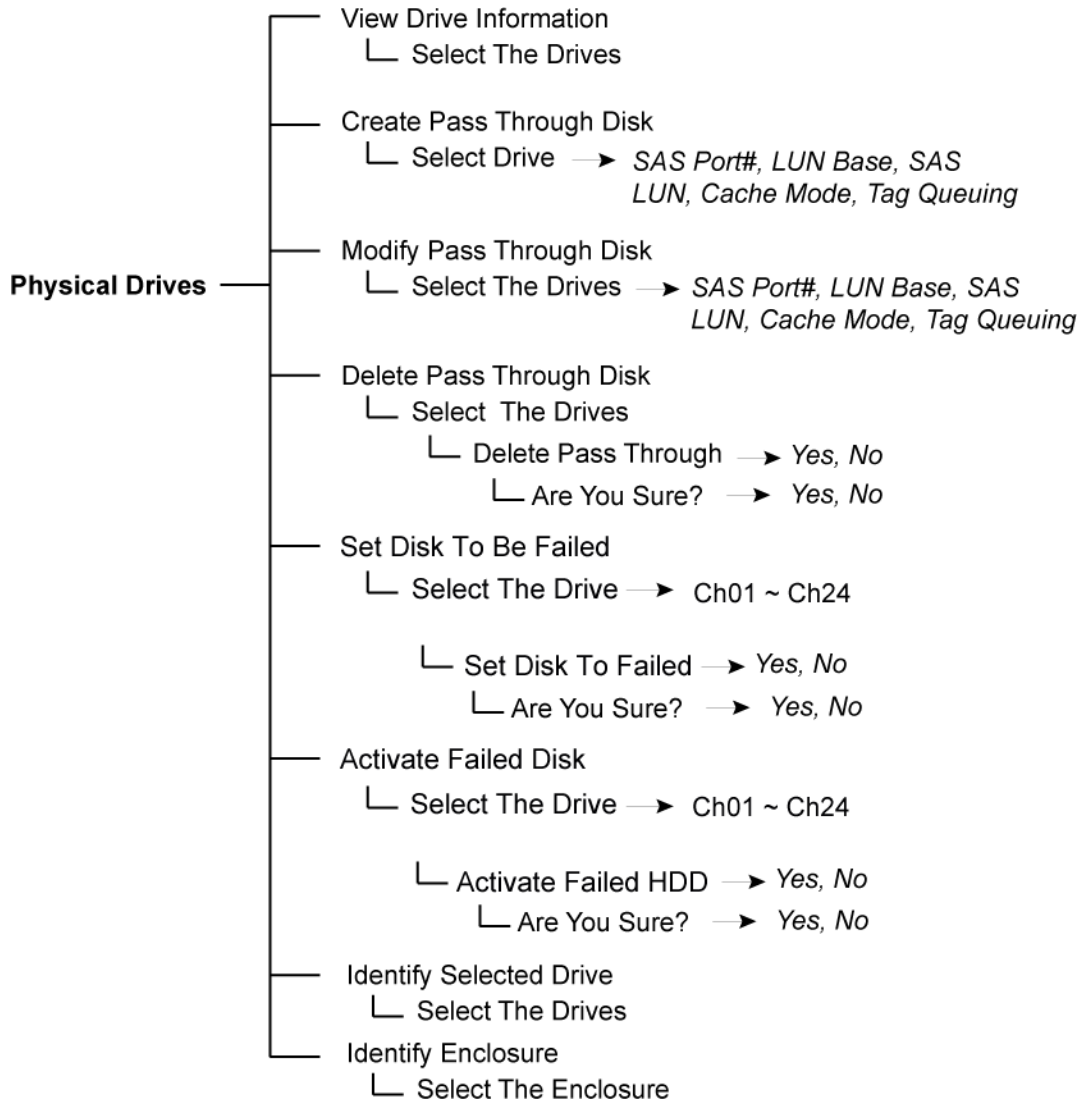 View Drive Information
Select The Drives
Create Pass Through Disk
Select Drive
SAS Port#, LUN Base, SAS
LUN, Cache Mode, Tag Queuing
Modify Pass Through Disk
Physical Drives
Select The Drives
SAS Port#, LUN Base, SAS
LUN, Cache Mode, Tag Queuing
Delete Pass Through Disk
Select The Drives
Delete Pass Through
Yes, No
Are You Sure?
Yes, No
Set Disk To Be Failed
Select The Drive
Ch01 ~ Ch24
Set Disk To Failed
Yes, No
Are You Sure?
Yes, No
Activate Failed Disk
Select The Drive
Ch01 ~ Ch24
Activate Failed HDD
Yes, No
Are You Sure?
Yes, No
Identify Selected Drive
Select The Drives
Identify Enclosure
Select The Enclosure